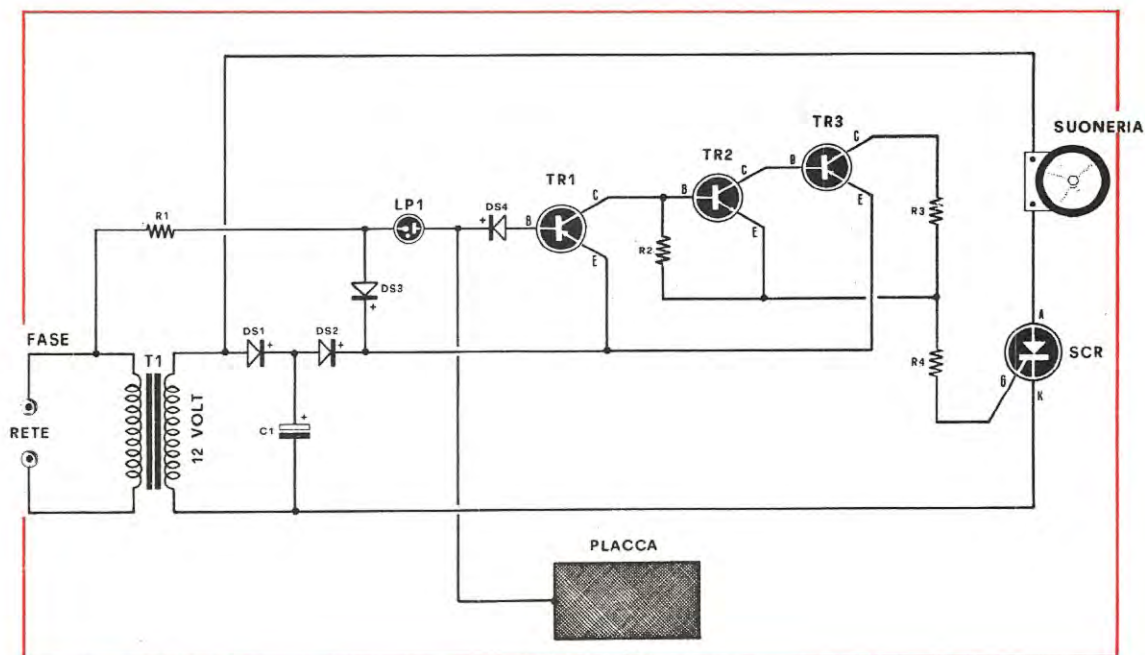 SUONERIA
TR3
C
B
E
TR2
C
B
E
TR1
C
B
E
LP1
DS4
+
R1
R2
R3
DS3
+
FASE
T1
DS1
+
DS2
+
12 VOLT
C1
+
RETE
R4
A
G
K
SCR
PLACCA